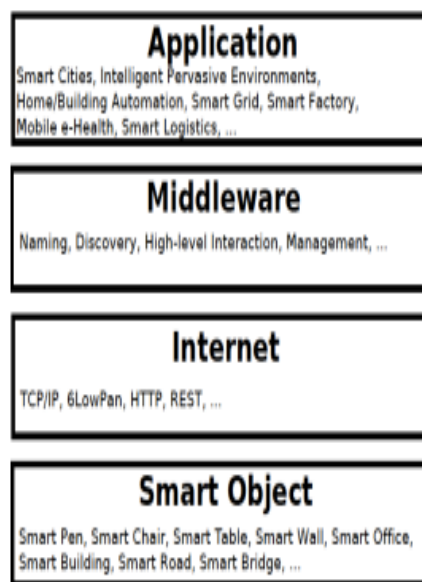 Application
Smart Cities, Intelligent Pervasive Environments,
Home/Building Automation, Smart Grid, Smart Factory,
Mobile e-Health, Smart Logistics, ...
Middleware
Naming, Discovery, High-level Interaction, Management, ...
Internet
TCP/IP, 6LowPan, HTTP, REST, ...
Smart Object
Smart Pen, Smart Chair, Smart Table, Smart Wall, Smart Office,
Smart Building, Smart Road, Smart Bridge, ...